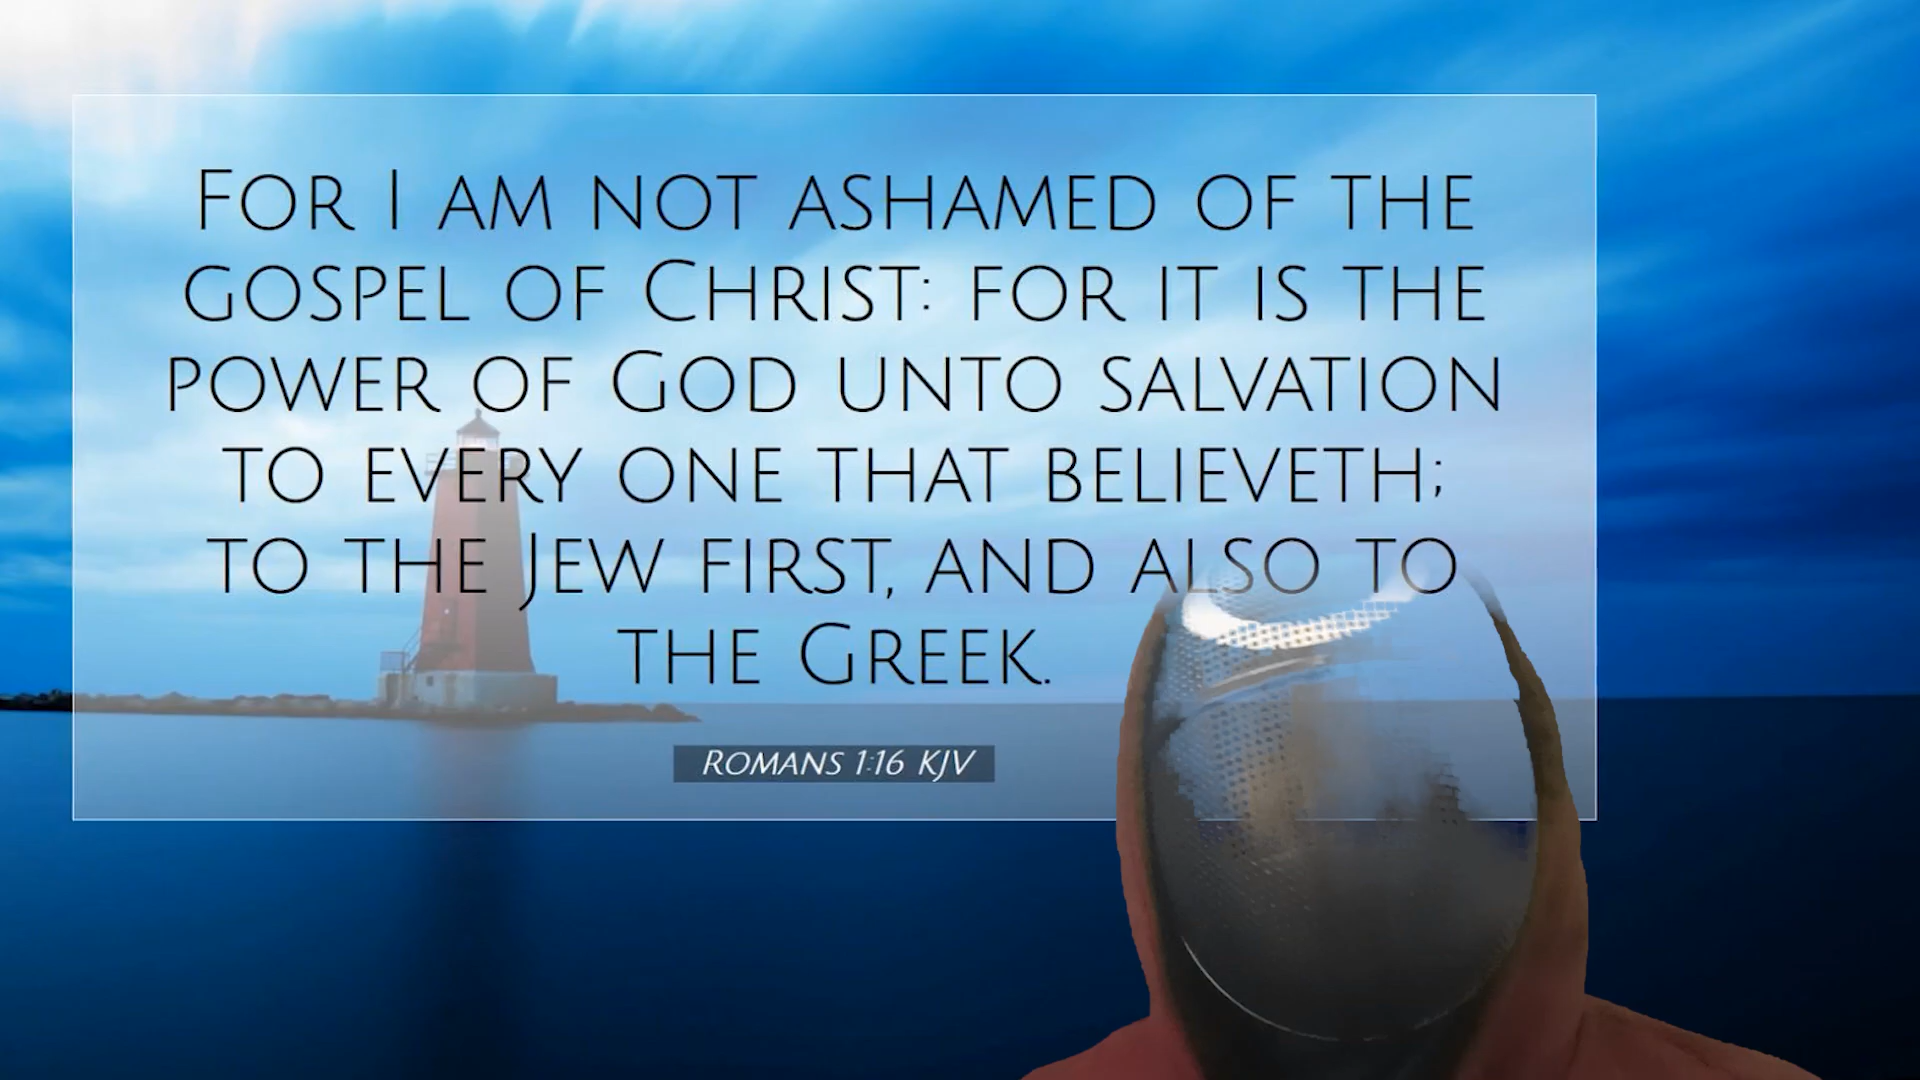 For I am not ashamed of the
gospel of Christ: for it is the
power of God unto salvation
to every one that believeth;
to the Jew first, and also to
the Greek.
Romans 1:16 KJV